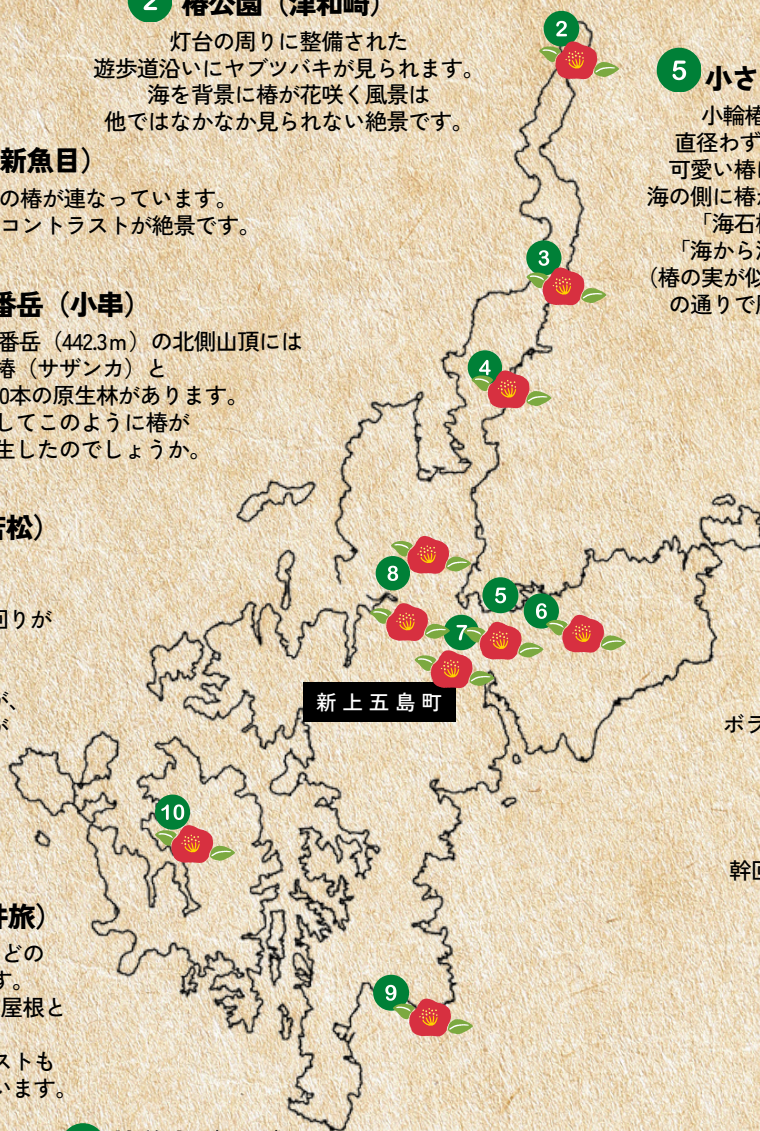 2 椿公園（津和崎）
灯台の周りに整備された
遊歩道沿いにヤブツバキが見られます。
海を背景に椿が花咲く風景は
他ではなかなか見られない絶景です。
新魚目）
の椿が連なっています。
コントラストが絶景です。
番岳（小串）
番岳（442.3m）の北側山頂には
椿（サザンカ）と
0本の原生林があります。
してこのように椿が
生したのでしょうか。
若松）
回りが
が、
が
井旅）
どの
す。
屋根と
ストも
います。
2
3
4
8
5
6
7
新上五島町
10
9
5 小さ
小輪椿
直径わず
可愛い椿
海の側に椿
「海石
「海から
（椿の実が似
の通りで
ボラ
幹回